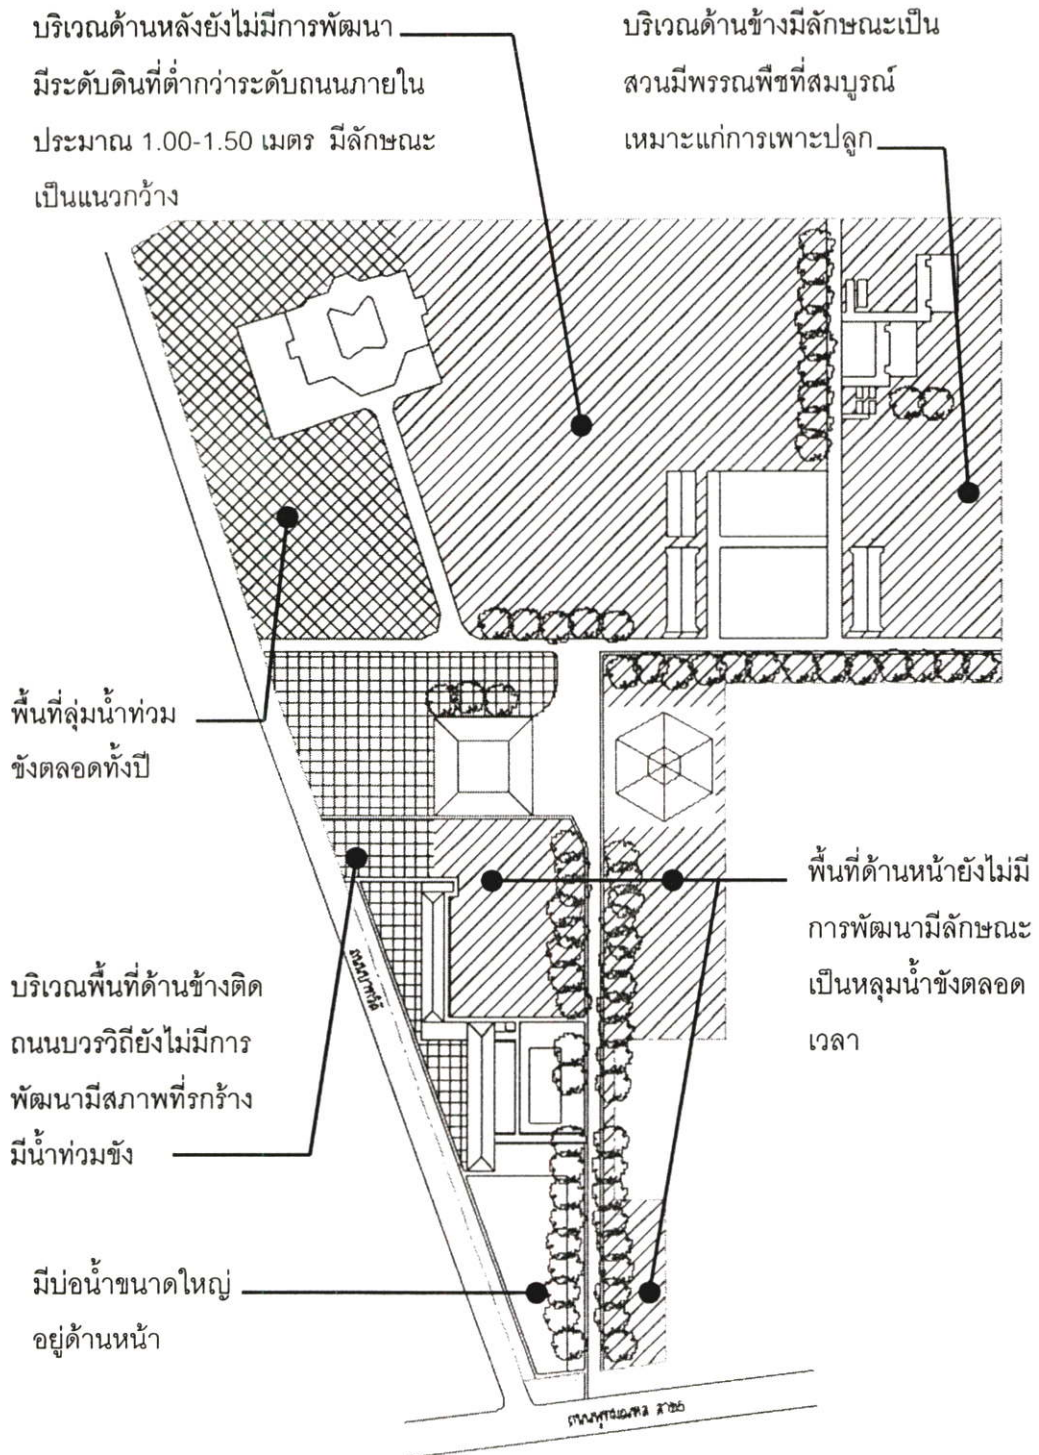 บริเวณด้านหลังยังไม่มีการพัฒนา
มีระดับดินที่ต่ำกว่าระดับถนนภายใน
ประมาณ 1.00-1.50 เมตร มีลักษณะ
เป็นแนวกว้าง
บริเวณด้านข้างมีลักษณะเป็น
สวนมีพรรณพืชที่สมบูรณ์
เหมาะแก่การเพาะปลูก
พื้นที่ลุ่มน้ำท่วม
ขังตลอดทั้งปี
พื้นที่ด้านหน้ายังไม่มี
การพัฒนามีลักษณะ
เป็นหลุมน้ำขังตลอด
เวลา
บริเวณพื้นที่ด้านข้างติด
ถนนบวรวิถียังไม่มีการ
พัฒนามีสภาพที่รกร้าง
มีน้ำท่วมขัง
มีบ่อน้ำขนาดใหญ่
อยู่ด้านหน้า
ถนนพุทธมณฑล สาย5